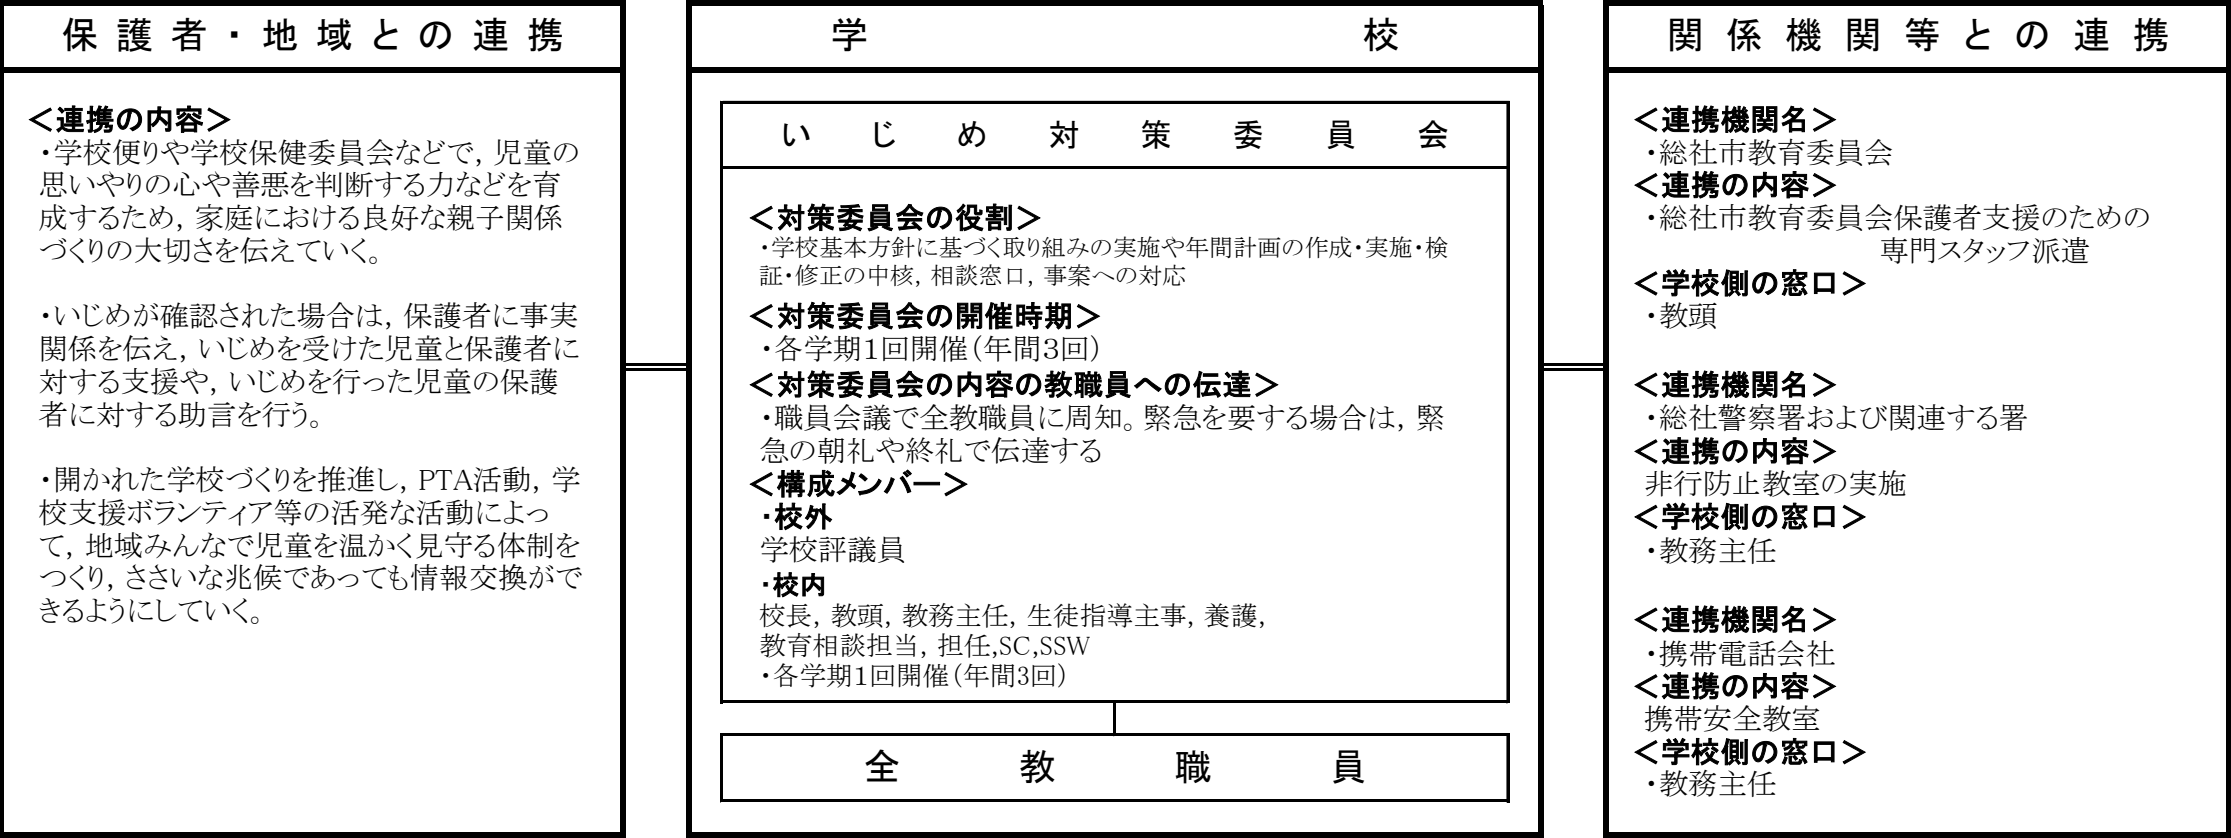 保護者・地域との連携
＜連携の内容＞
・学校便りや学校保健委員会などで，児童の
思いやりの心や善悪を判断する力などを育
成するため，家庭における良好な親子関係
づくりの大切さを伝えていく。
・いじめが確認された場合は，保護者に事実
関係を伝え，いじめを受けた児童と保護者に
対する支援や，いじめを行った児童の保護
者に対する助言を行う。
・開かれた学校づくりを推進し，PTA活動，学
校支援ボランティア等の活発な活動によっ
て，地域みんなで児童を温かく見守る体制を
つくり，ささいな兆候であっても情報交換がで
きるようにしていく。
学校
いじめ対策委員会
＜対策委員会の役割＞
・学校基本方針に基づく取り組みの実施や年間計画の作成・実施・検
証・修正の中核，相談窓口，事案への対応
＜対策委員会の開催時期＞
・各学期１回開催（年間３回）
＜対策委員会の内容の教職員への伝達＞
・職員会議で全教職員に周知。緊急を要する場合は，緊
急の朝礼や終礼で伝達する
＜構成メンバー＞
・校外
学校評議員
・校内
校長，教頭，教務主任，生徒指導主事，養護，
教育相談担当，担任,SC,SSW
・各学期１回開催（年間3回）
全教職員
関係機関等との連携
＜連携機関名＞
・総社市教育委員会
＜連携の内容＞
・総社市教育委員会保護者支援のための
専門スタッフ派遣
＜学校側の窓口＞
・教頭
＜連携機関名＞
・総社警察署および関連する署
＜連携の内容＞
非行防止教室の実施
＜学校側の窓口＞
・教務主任
＜連携機関名＞
・携帯電話会社
＜連携の内容＞
携帯安全教室
＜学校側の窓口＞
・教務主任